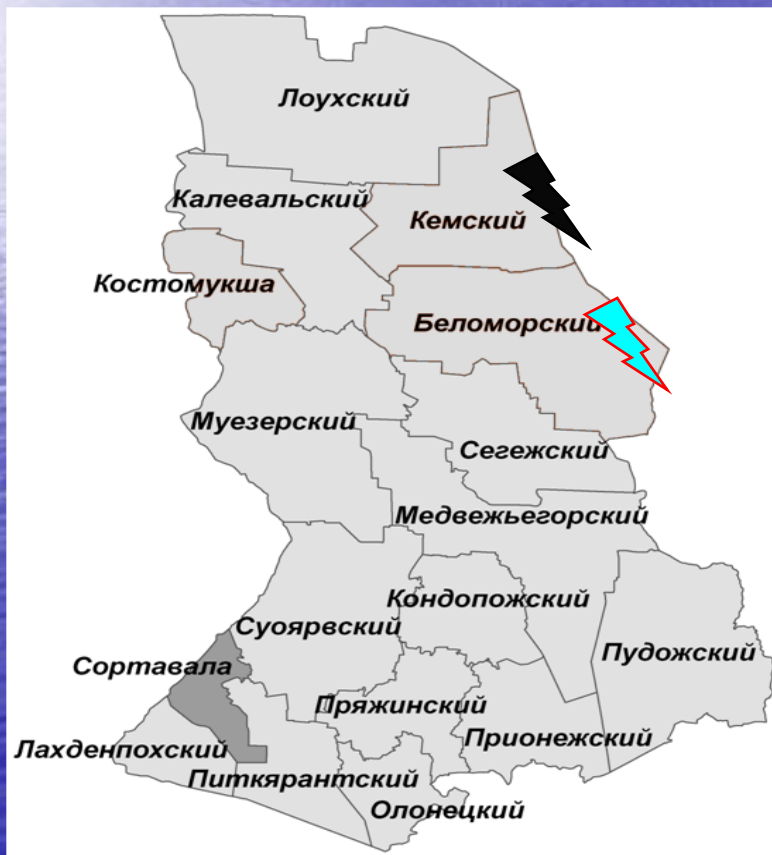 Лоухский
Калевальский
Кемский
Костомукша
Беломорский
Муезерский
Сегежский
Медвежьегорский
Кондопожский
Суоярвский
Пудожский
Сортавала
Пряжинский
Прионежский
Лахденпохский
Питкярантский
Олонецкий